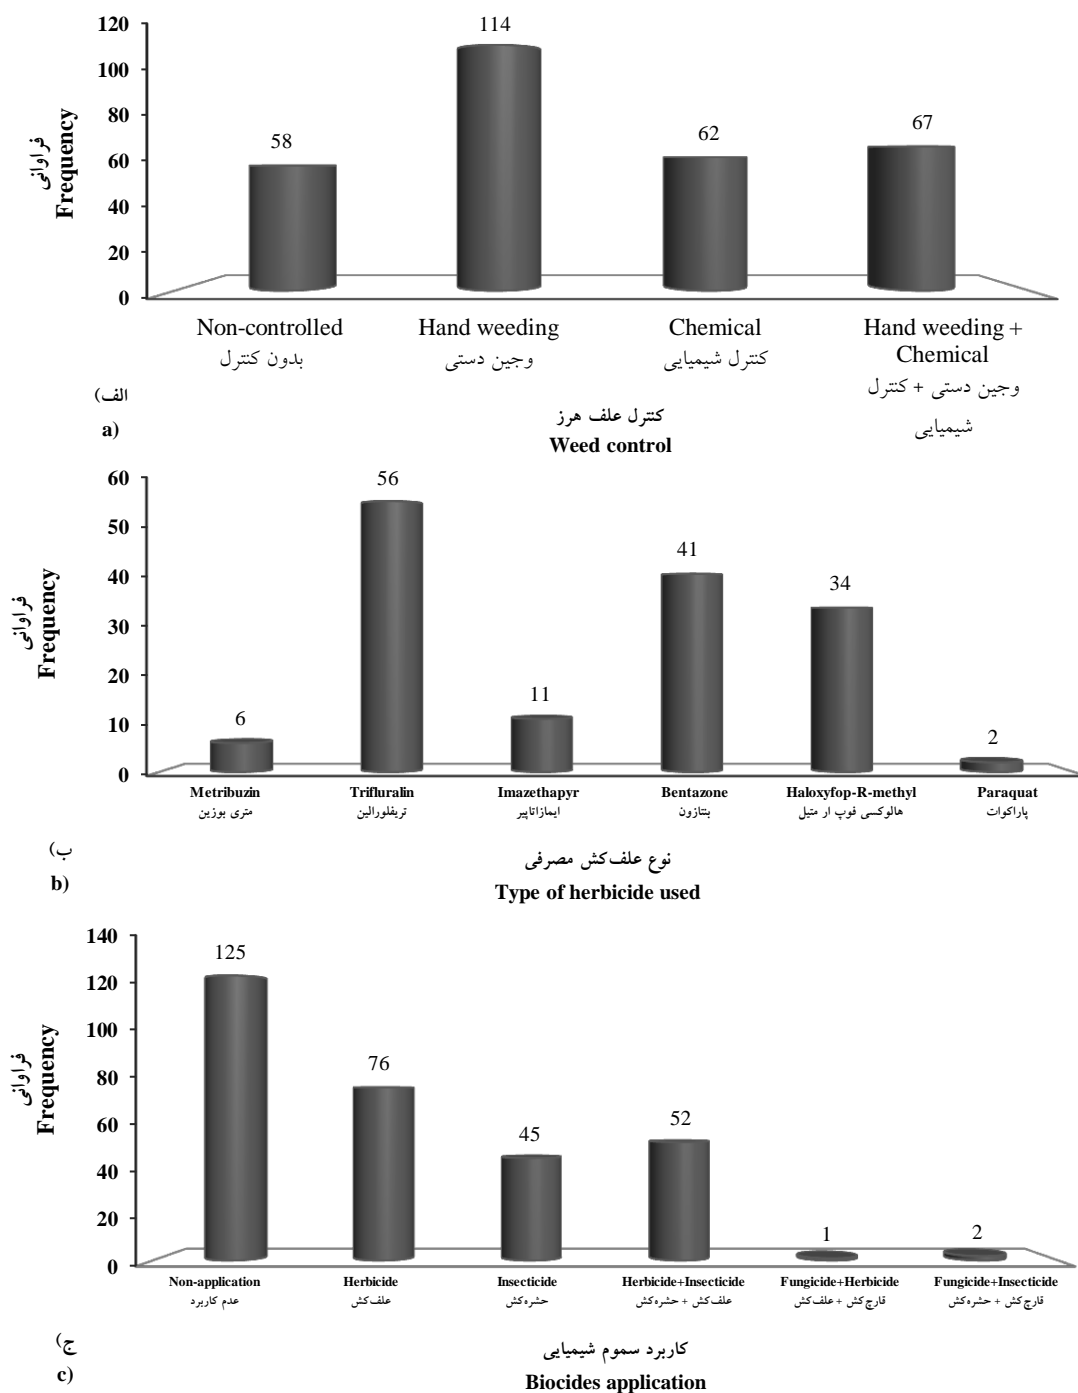 120
100
80
60
40
20
0
فراوانی
Frequency
58
114
62
67
Non-controlled
بدون کنترل
Hand weeding
وجین دستی
Chemical
کنترل شیمیایی
Hand weeding +
Chemical
وجین دستی + کنترل
شیمیایی
الف)
a)
کنترل علف هرز
Weed control
60
50
40
30
20
10
0
فراوانی
Frequency
6
56
11
41
34
2
Metribuzin
متری بوزین
Trifluralin
تریفلورالین
Imazethapyr
ایمازاتاپیر
Bentazone
بنتازون
Haloxyfop-R-methyl
هالوکسی فوپ ار متیل
Paraquat
پاراکوات
ب)
b)
نوع علف‌کش مصرفی
Type of herbicide used
140
120
100
80
60
40
20
0
فراوانی
Frequency
125
76
45
52
1
2
Non-application
عدم کاربرد
Herbicide
علف‌کش
Insecticide
حشره‌کش
Herbicide+Insecticide
علف‌کش + حشره‌کش
Fungicide+Herbicide
قارچ‌کش + علف‌کش
Fungicide+Insecticide
قارچ‌کش + حشره‌کش
ج)
c)
کاربرد سموم شیمیایی
Biocides application